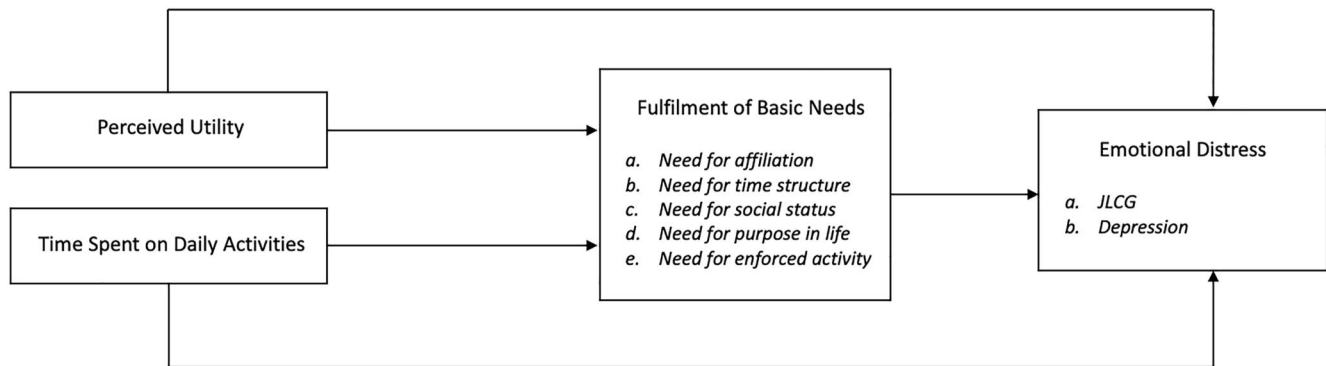 Perceived Utility
Time Spent on Daily Activities
Fulfilment of Basic Needs
a. Need for affiliation
b. Need for time structure
c. Need for social status
d. Need for purpose in life
e. Need for enforced activity
Emotional Distress
a. JLCG
b. Depression